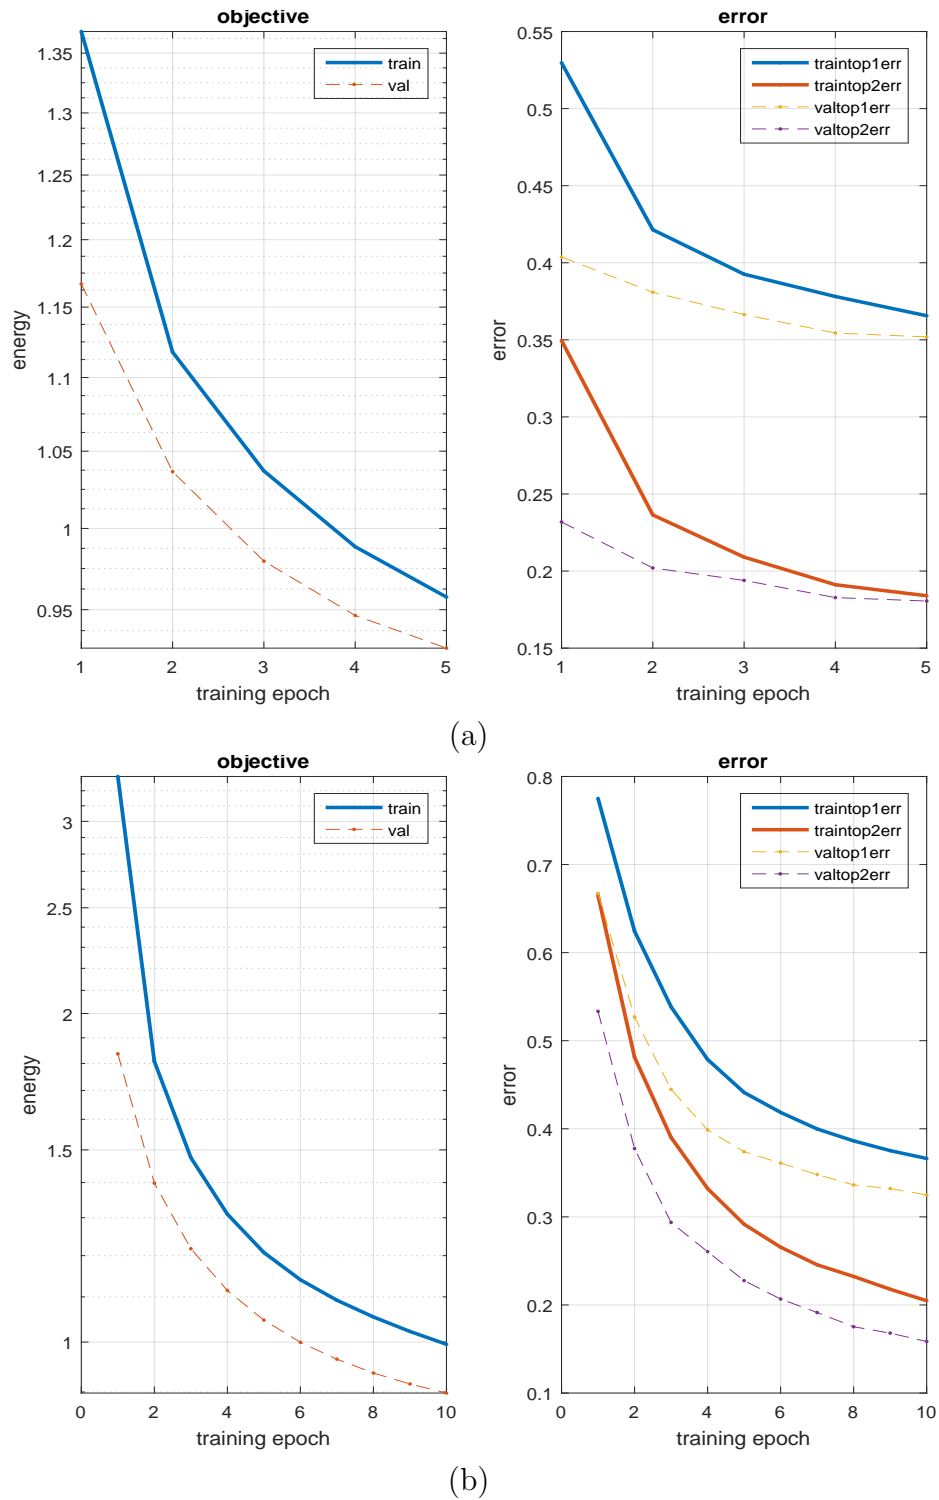 objective
1.35
1.3
1.25
1.2
1.15
1.1
1.05
1
0.95
energy
train
val
1 2 3 4 5
training epoch
error
0.55
0.5
0.45
0.4
0.35
0.3
0.25
0.2
0.15
error
traintop1err
traintop2err
valtop1err
valtop2err
1 2 3 4 5
training epoch
(a)
objective
3
2.5
2
1.5
1
energy
train
val
0 2 4 6 8 10
training epoch
error
0.8
0.7
0.6
0.5
0.4
0.3
0.2
0.1
error
traintop1err
traintop2err
valtop1err
valtop2err
0 2 4 6 8 10
training epoch
(b)